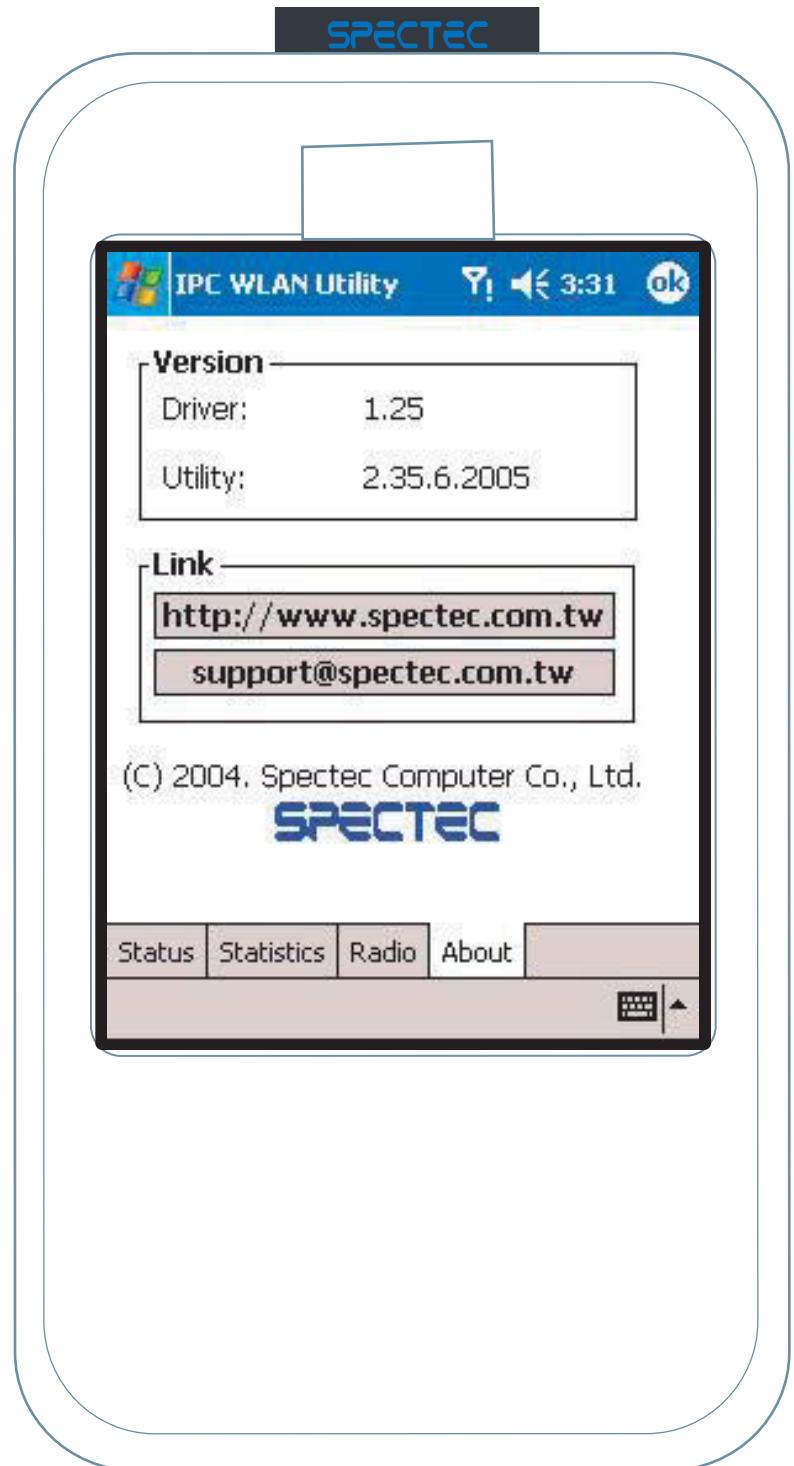 SPECTEC
IPC WLAN Utility 3:31 ok
Version
Driver: 1.25
Utility: 2.35.6.2005
Link
http://www.spectec.com.tw
support@spectec.com.tw
(C) 2004. Spectec Computer Co., Ltd.
SPECTEC
Status Statistics Radio About